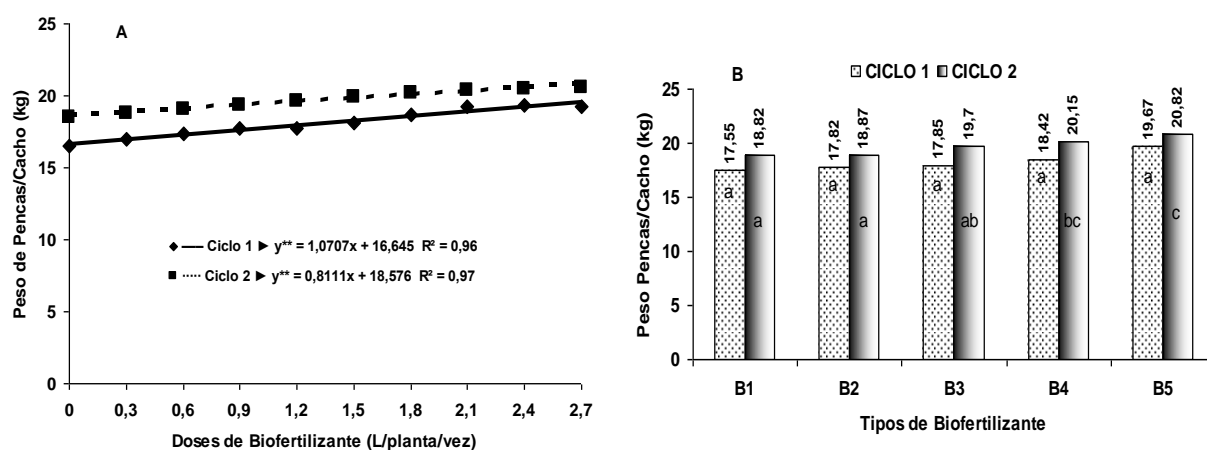 A
Peso de Pencas/Cacho (kg)
25
20
15
10
5
0
Ciclo 1 ► y** = 1,0707x + 16,645 R² = 0,96
Ciclo 2 ► y** = 0,8111x + 18,576 R² = 0,97
0 0,3 0,6 0,9 1,2 1,5 1,8 2,1 2,4 2,7
Doses de Biofertilizante (L/planta/vez)
B
CICLO 1 CICLO 2
Peso Pencas/Cacho (kg)
25
20
15
10
5
0
17,55 18,82 17,82 18,87 17,85 19,7 18,42 20,15 19,67 20,82
a a a a a
a a ab bc c
B1 B2 B3 B4 B5
Tipos de Biofertilizante